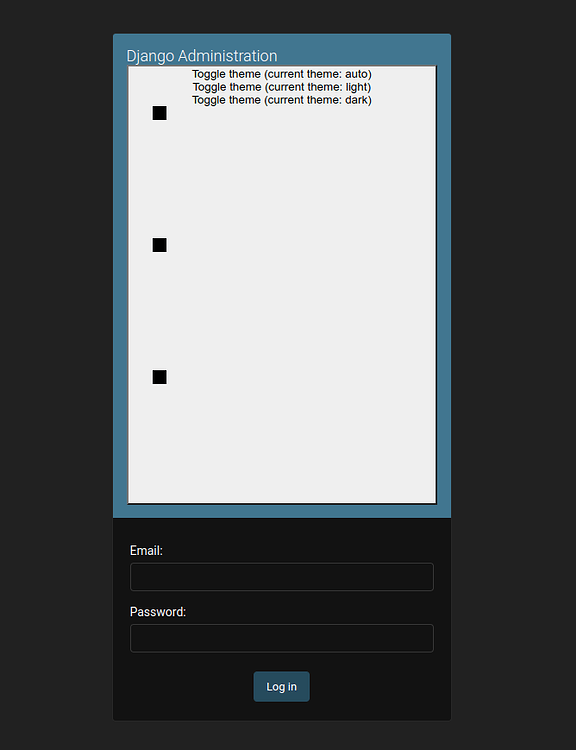 Django Administration
Toggle theme (current theme: auto)
Toggle theme (current theme: light)
Toggle theme (current theme: dark)
Email:
Password:
Log in